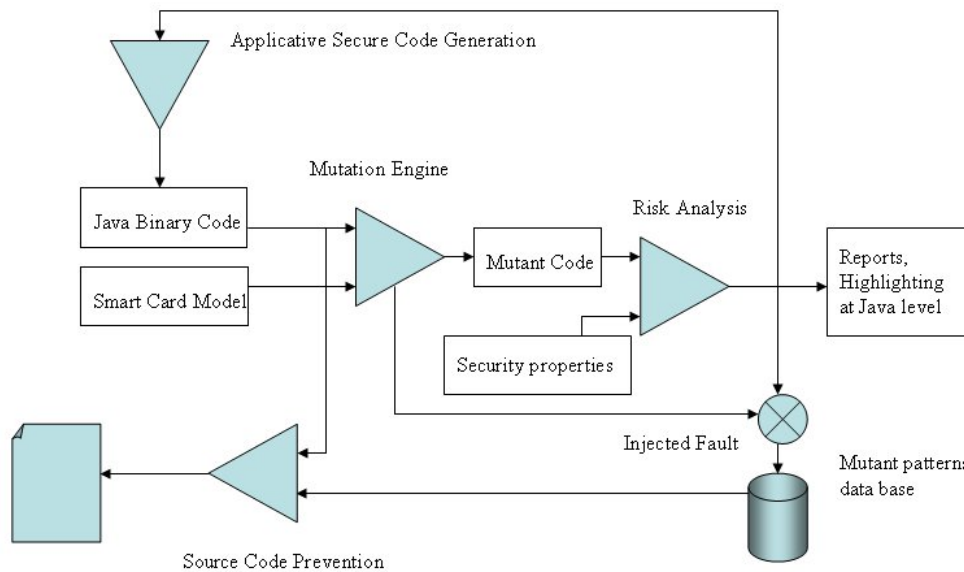 Applicative Secure Code Generation
Mutation Engine
Java Binary Code
Risk Analysis
Mutant Code
Reports,
Highlighting
at Java level
Smart Card Model
Security properties
Injected Fault
Mutant patterns
data base
Source Code Prevention